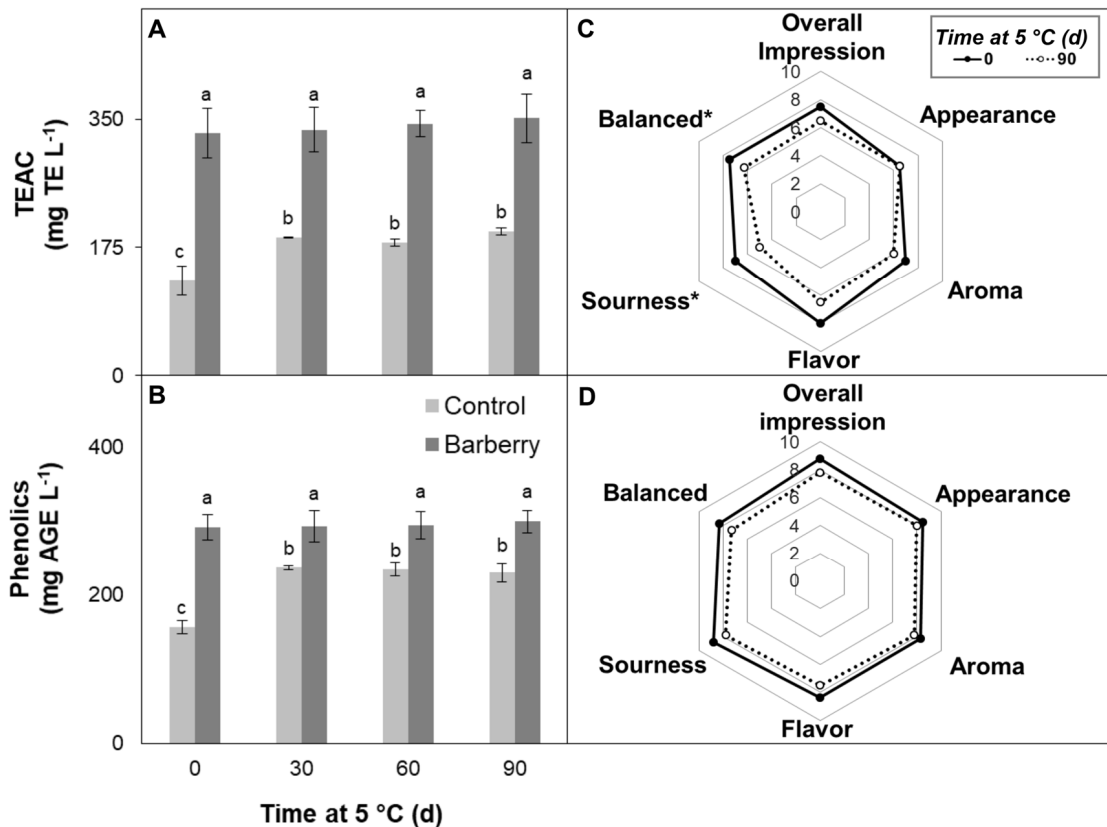 A
TEAC
(mg TE L-1)
350
175
0
c
a
b
a
b
a
b
a
B
Phenolics
(mg AGE L-1)
400
200
0
Control
Barberry
c
a
b
a
b
a
b
a
0
30
60
90
Time at 5 °C (d)
C
Time at 5 °C (d)
0
90
Overall
Impression
Appearance
Aroma
Flavor
Sourness*
Balanced*
10
8
6
4
2
0
D
Overall
impression
Appearance
Aroma
Flavor
Sourness
Balanced
10
8
6
4
2
0